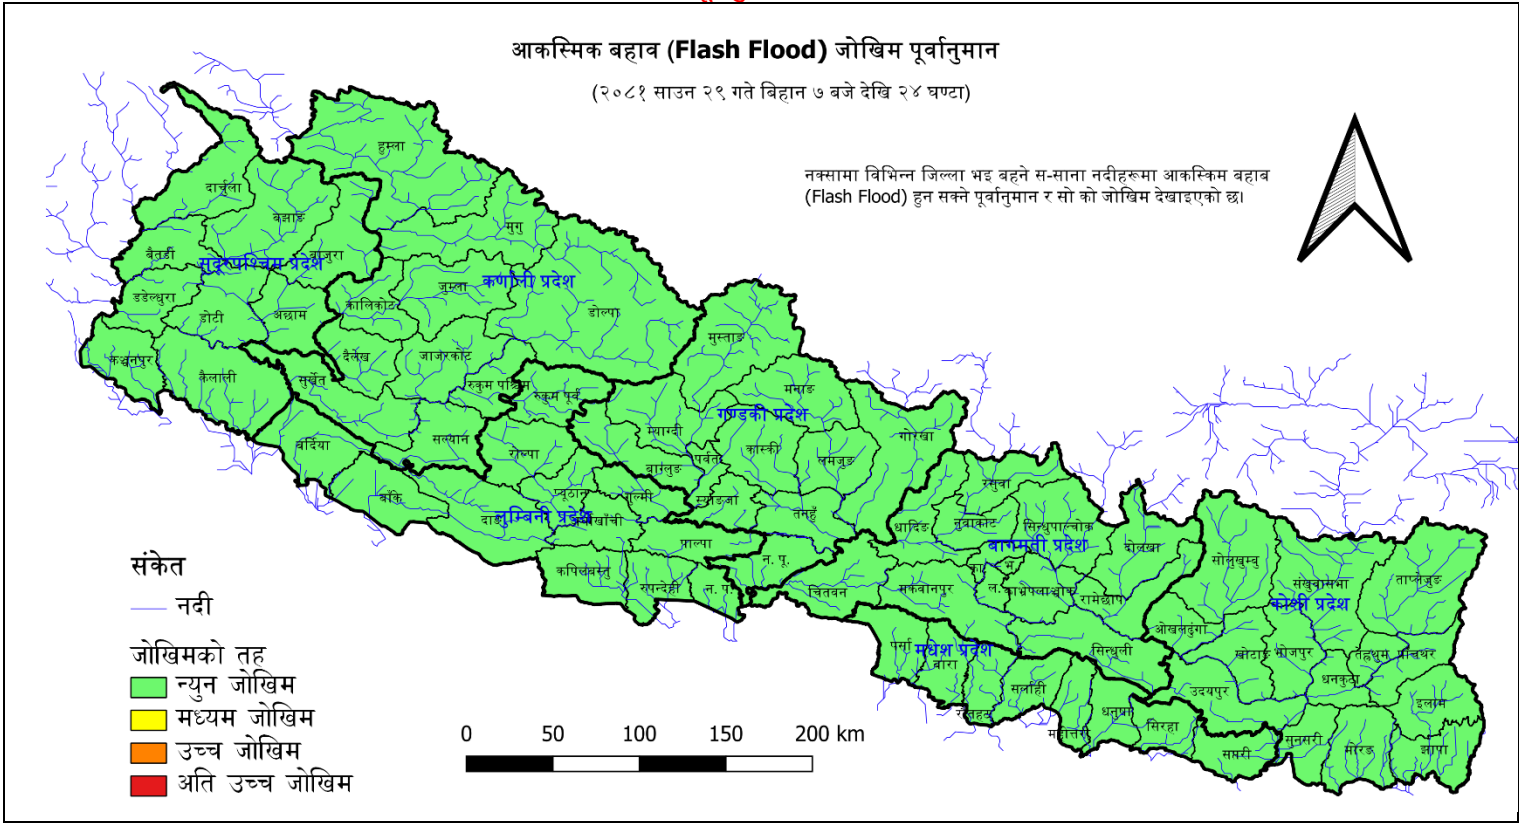 आकस्मिक बहाव (Flash Flood) जोखिम पूर्वानुमान
(२०८१ साउन २९ गते बिहान ७ बजे देखि २४ घण्टा)
नक्सामा विभिन्न जिल्ला भइ बहने स-साना नदीहरूमा आकस्किम बहाब
(Flash Flood) हुन सक्ने पूर्वानुमान र सो को जोखिम देखाइएको छ।
हुम्ला
दार्चुला
बझाङ
मुगु
बैतडी
बाजुरा
सुदूरपश्चिम प्रदेश
कर्णाली प्रदेश
जुम्ला
डडेल्धुरा
कालिकोट
डोल्पा
डोटी
अछाम
मुस्ताङ
कञ्चनपुर
दैलेख
जाजरकोट
कैलाली
सुर्खेत
रुकुम पश्चिम
रुकुम पूर्व
मनाङ
गण्डकी प्रदेश
म्याग्दी
गोरखा
बर्दिया
सल्यान
रोल्पा
पर्वत
कास्की
लमजुङ
बाग्लुङ
बाँके
प्यूठान
गुल्मी
स्याङजा
रसुवा
दाङ
लुम्बिनी प्रदेश
तनहुँ
धादिङ
नुवाकोट
सिन्धुपाल्चोक
बागमती प्रदेश
दोलखा
पाल्पा
न. पू.
सोलुखुम्बु
कपिलबस्तु
रुपन्देही
न. प.
चितवन
मकवानपुर
का
भ.
ल.
काभ्रेपलाञ्चोक
रामेछाप
संखुवासभा
ताप्लेजुङ
कोशी प्रदेश
ओखलढुंगा
पर्सा
मधेश प्रदेश
बारा
सिन्धुली
खोटाङ
भोजपुर
तेह्रथुम
पाँचथर
धनकुटा
सर्लाही
उदयपुर
इलाम
रौतहट
धनुषा
महोत्तरी
सिरहा
सप्तरी
सुनसरी
मोरङ
झापा
संकेत
नदी
जोखिमको तह
न्युन जोखिम
मध्यम जोखिम
उच्च जोखिम
अति उच्च जोखिम
0 50 100 150 200 km